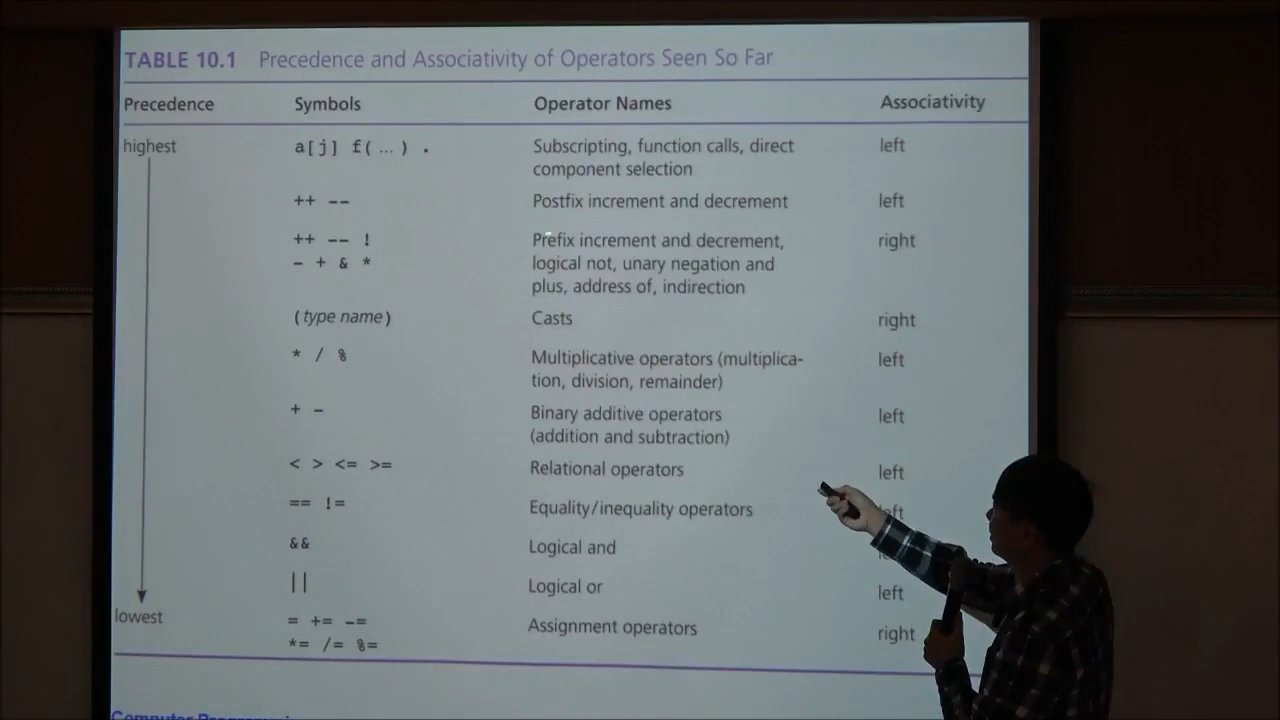 TABLE 10.1 Precedence and Associativity of Operators Seen So Far
Precedence Symbols Operator Names Associativity
highest a[j] f( … ) . Subscripting, function calls, direct left
component selection
++ -- Postfix increment and decrement left
++ -- ! Prefix increment and decrement, right
- + & * logical not, unary negation and
plus, address of, indirection
(type name) Casts right
* / % Multiplicative operators (multiplica- left
tion, division, remainder)
+ - Binary additive operators left
(addition and subtraction)
< > <= >= Relational operators left
== != Equality/inequality operators
&& Logical and
|| Logical or left
lowest
= += -= Assignment operators right
*= /= %=
Computer